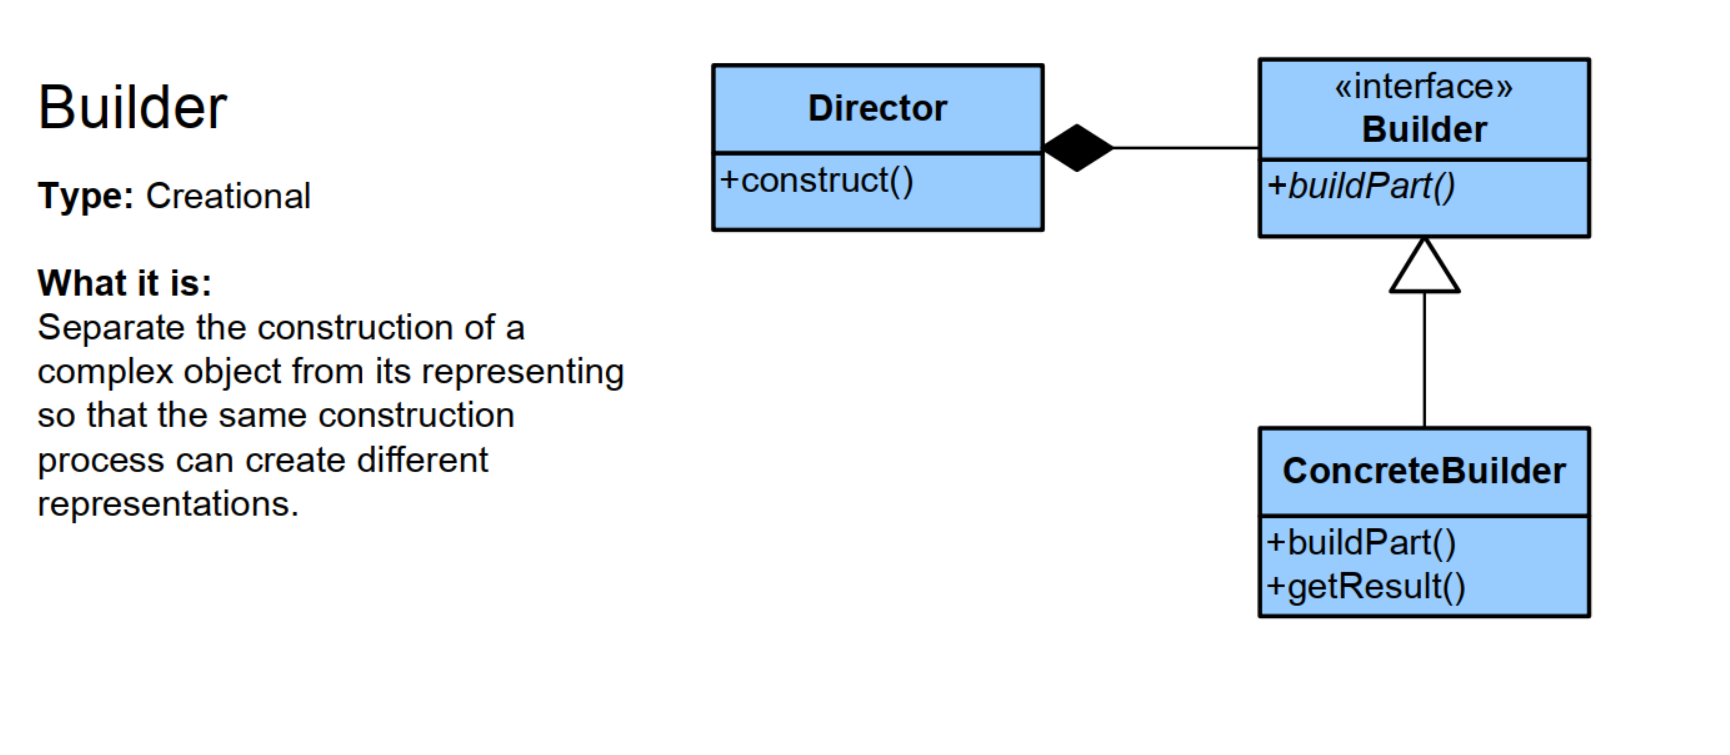 Builder
Type: Creational
What it is:
Separate the construction of a
complex object from its representing
so that the same construction
process can create different
representations.
Director
+construct()
«interface»
Builder
+buildPart()
ConcreteBuilder
+buildPart()
+getResult()